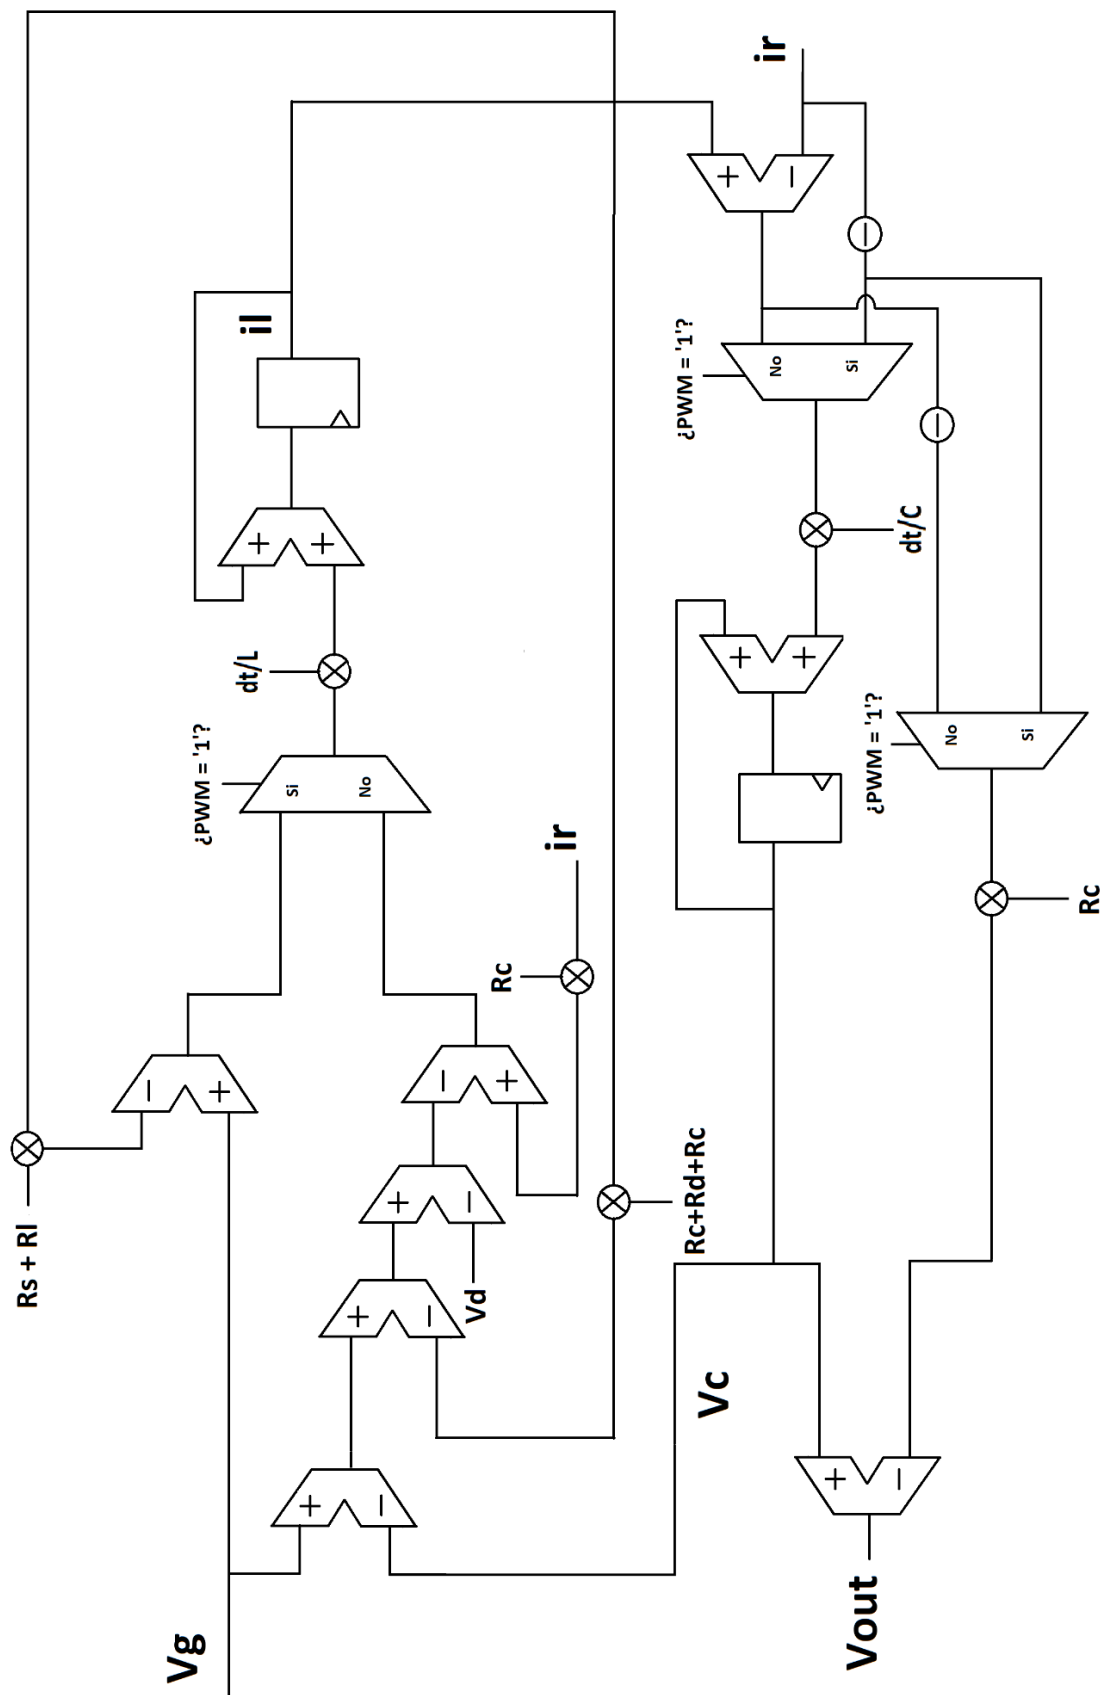 ir
il
¿PWM = '1'?
No
Si
dt/C
dt/L
¿PWM = '1'?
Si
No
¿PWM = '1'?
No
Si
ir
Rc
Rc
Rs + Rl
Rc+Rd+Rc
Vd
Vc
Vg
Vout
+
−
−
+
+
+
+
−
+
+
−
−
+
+
−
+
−
+
−
+
−